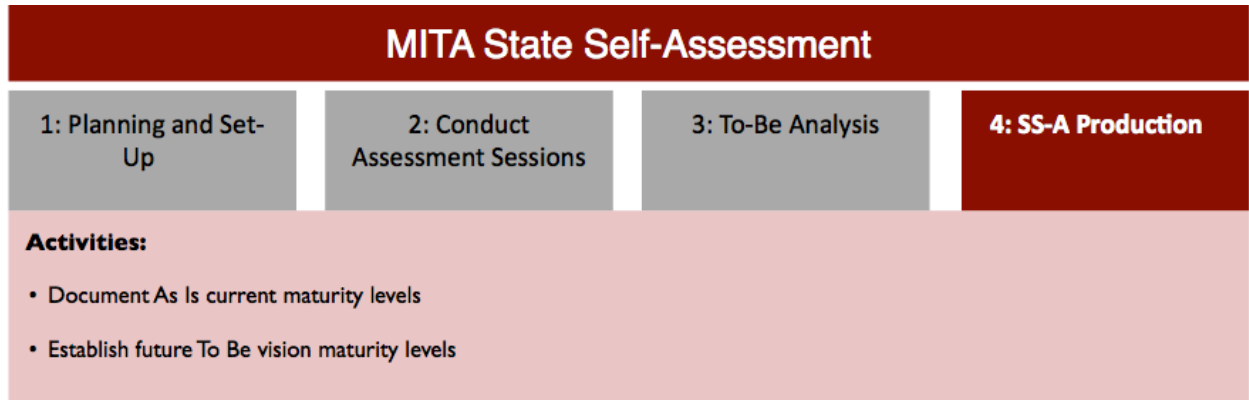 MITA State Self-Assessment
1: Planning and Set-
Up
2: Conduct
Assessment Sessions
3: To-Be Analysis
4: SS-A Production
Activities:
• Document As Is current maturity levels
• Establish future To Be vision maturity levels